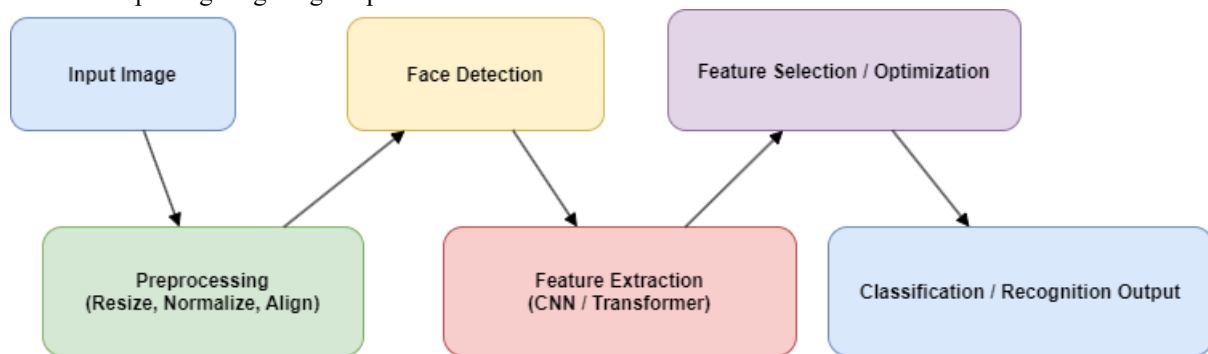 Input Image
Face Detection
Feature Selection / Optimization
Preprocessing
(Resize, Normalize, Align)
Feature Extraction
(CNN / Transformer)
Classification / Recognition Output